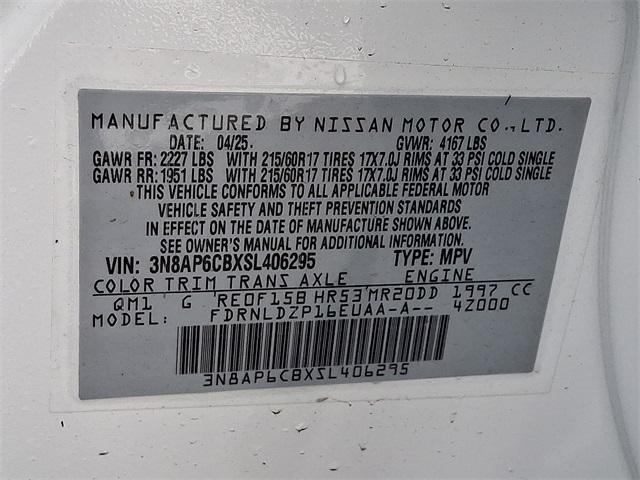 MANUFACTURED BY NISSAN MOTOR CO., LTD.
DATE: 04/25. GVWR: 4167 LBS
GAWR FR: 2227 LBS WITH 215/60R17 TIRES 17X7.0J RIMS AT 33 PSI COLD SINGLE
GAWR RR: 1951 LBS WITH 215/60R17 TIRES 17X7.0J RIMS AT 33 PSI COLD SINGLE
THIS VEHICLE CONFORMS TO ALL APPLICABLE FEDERAL MOTOR
VEHICLE SAFETY AND THEFT PREVENTION STANDARDS
IN EFFECT ON THE DATE OF MANUFACTURE SHOWN ABOVE.
SEE OWNER'S MANUAL FOR ADDITIONAL INFORMATION.
VIN: 3N8AP6CBXSL406295 TYPE: MPV
COLOR TRIM TRANS AXLE ENGINE
QM1 G RE0F15B HR53 MR20DD 1997 CC
MODEL: FDRNLDZP16EUAA-A-- 4Z000
3N8AP6CBXSL406295